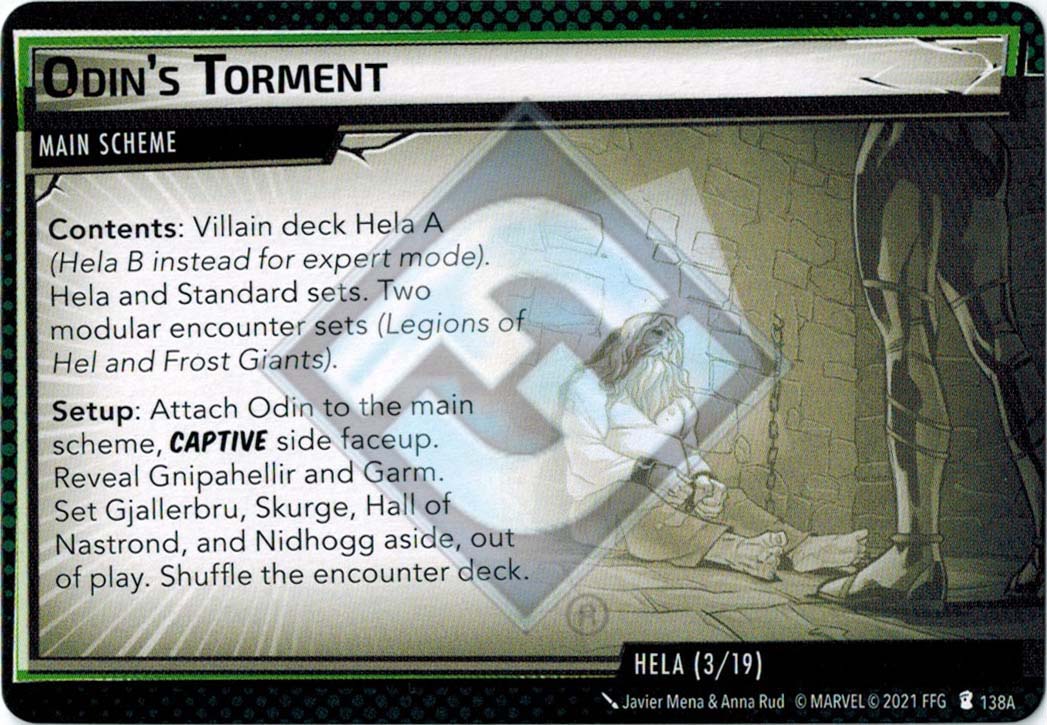 ODIN'S TORMENT
MAIN SCHEME
Contents: Villain deck Hela A
(Hela B instead for expert mode).
Hela and Standard sets. Two
modular encounter sets (Legions of
Hel and Frost Giants).
Setup: Attach Odin to the main
scheme, CAPTIVE side faceup.
Reveal Gnipahellir and Garm.
Set Gjallerbru, Skurge, Hall of
Nastrond, and Nidhogg aside, out
of play. Shuffle the encounter deck.
®
HELA (3/19)
Javier Mena & Anna Rud © MARVEL © 2021 FFG 138A